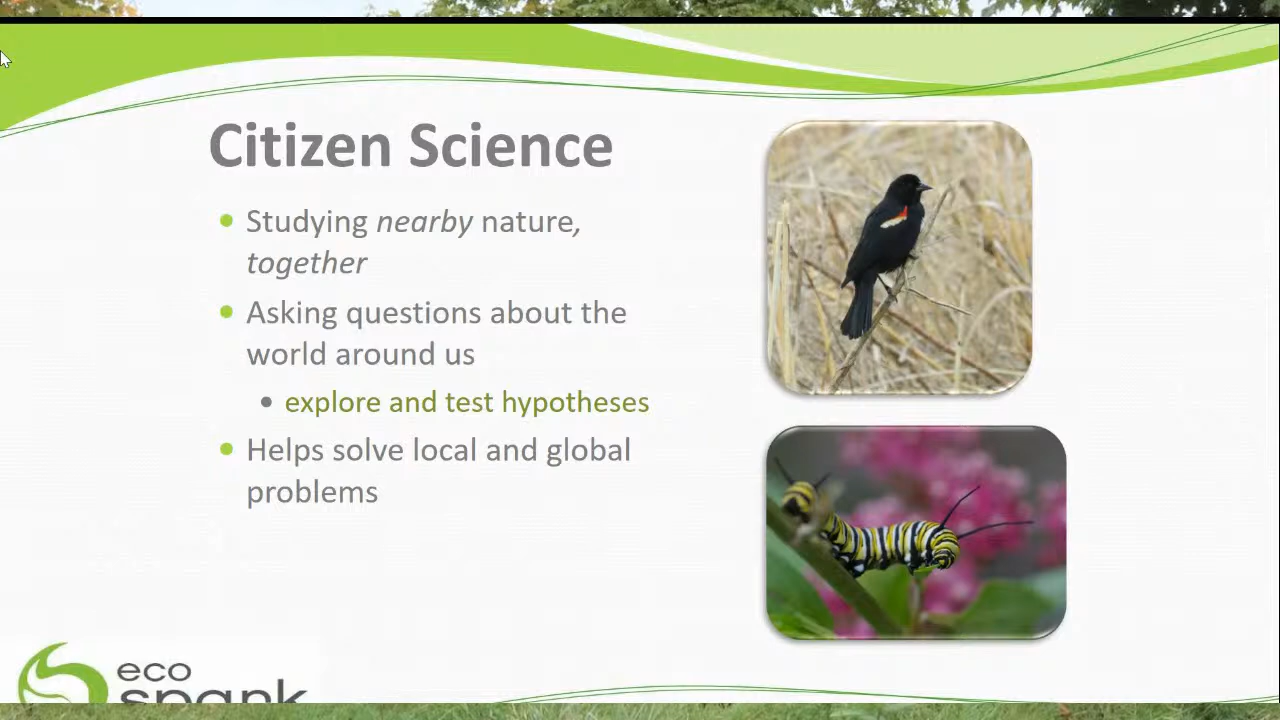 Citizen Science
Studying nearby nature,
together
Asking questions about the
world around us
explore and test hypotheses
Helps solve local and global
problems
eco